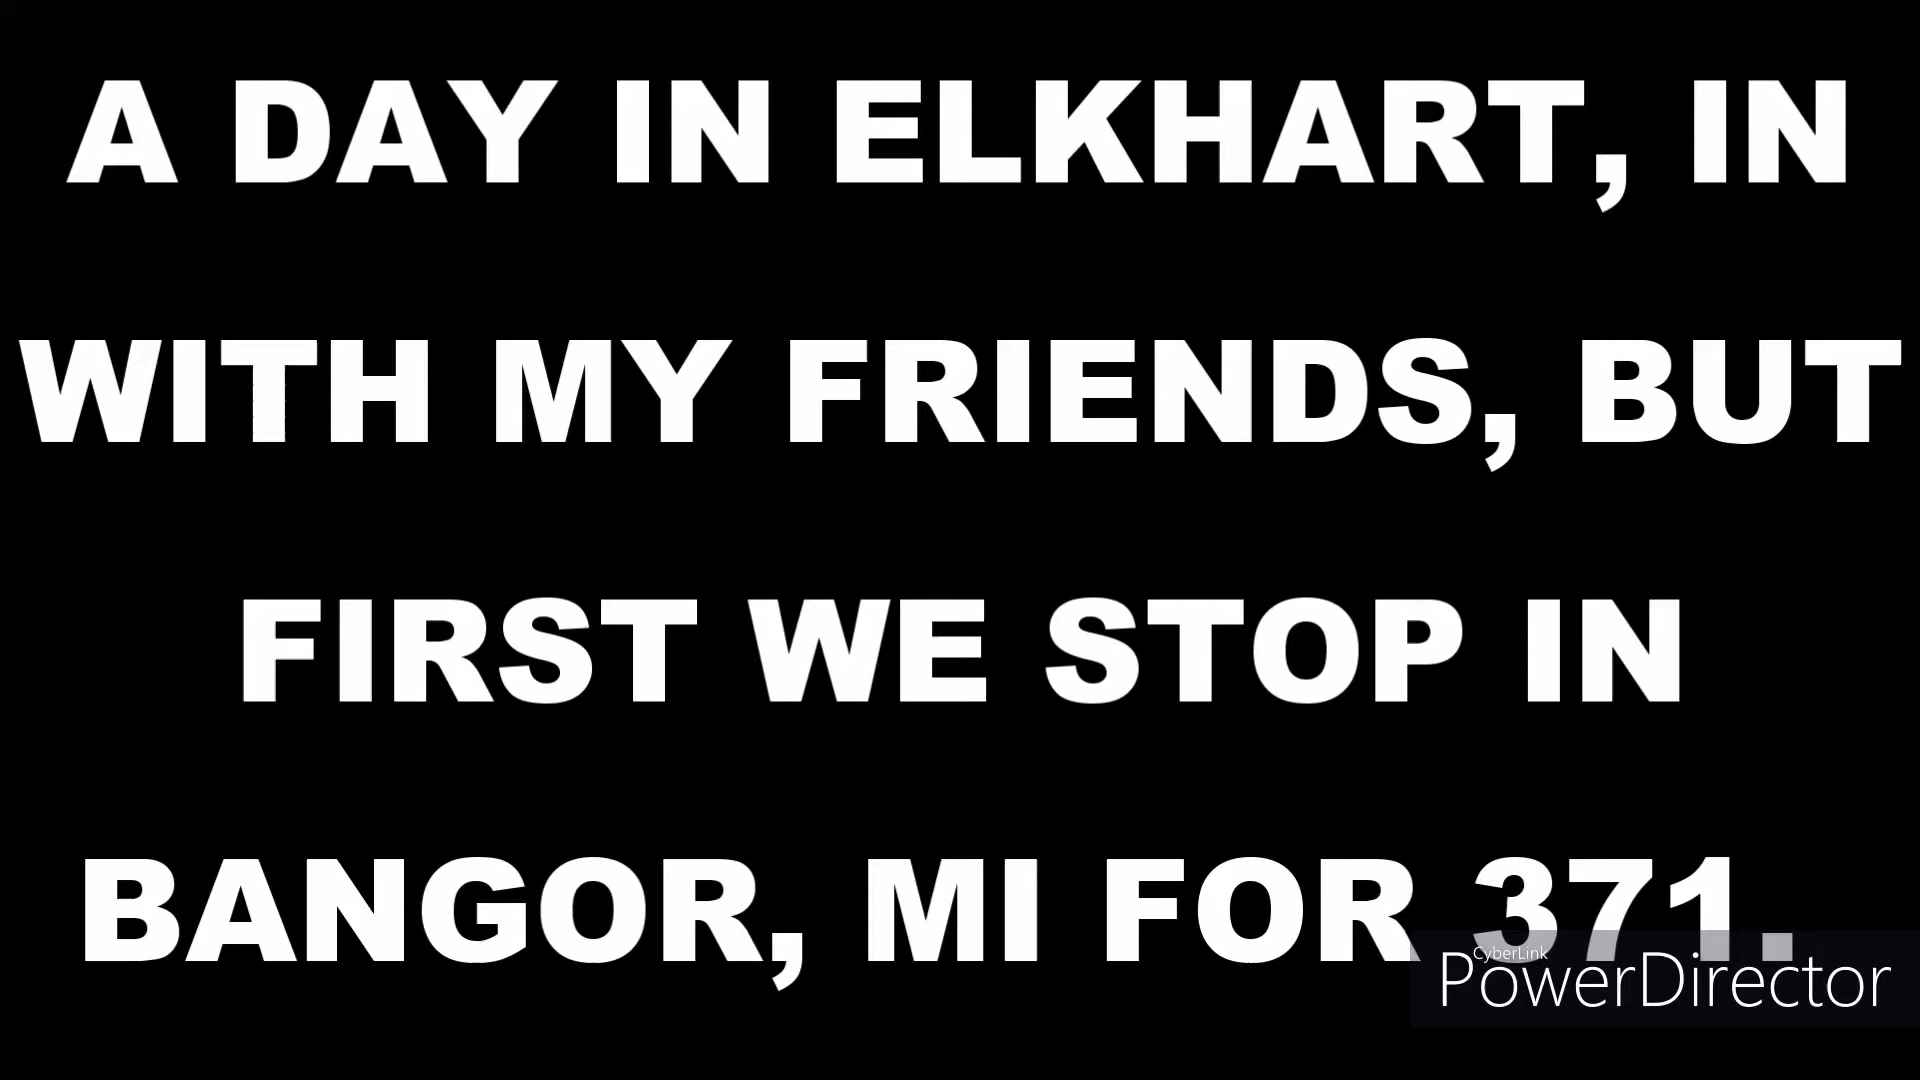 A DAY IN ELKHART, IN
WITH MY FRIENDS, BUT
FIRST WE STOP IN
BANGOR, MI FOR 371.
CyberLink
PowerDirector